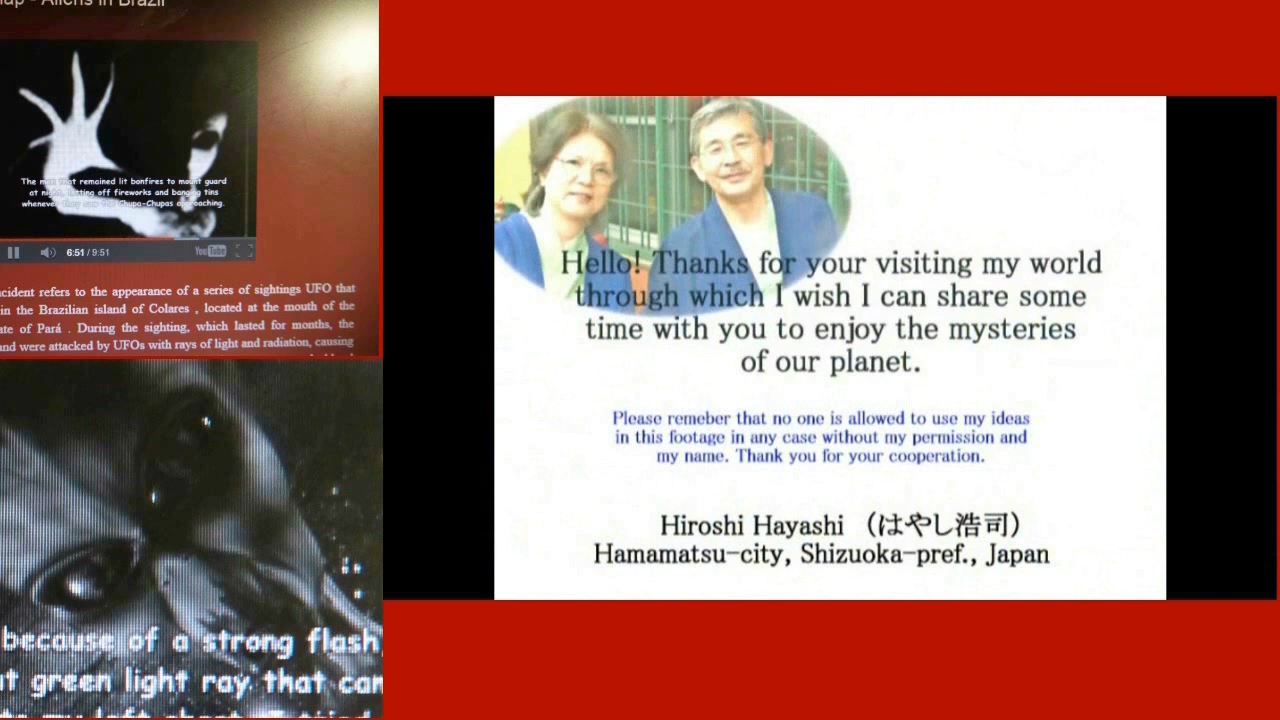 - Aliens in Brazil
The men that remained lit bonfires to mount guard
at night, letting off fireworks and banging tins
whenever they saw the Chupa-Chupas approaching.
6:51 / 9:51
YouTube
incident refers to the appearance of a series of sightings UFO that
in the Brazilian island of Colares , located at the mouth of the
ate of Pará . During the sighting, which lasted for months, the
and were attacked by UFOs with rays of light and radiation, causing
because of a strong flash,
green light ray that
Hello! Thanks for your visiting my world
through which I wish I can share some
time with you to enjoy the mysteries
of our planet.
Please remeber that no one is allowed to use my ideas
in this footage in any case without my permission and
my name. Thank you for your cooperation.
Hiroshi Hayashi （はやし浩司）
Hamamatsu-city, Shizuoka-pref., Japan